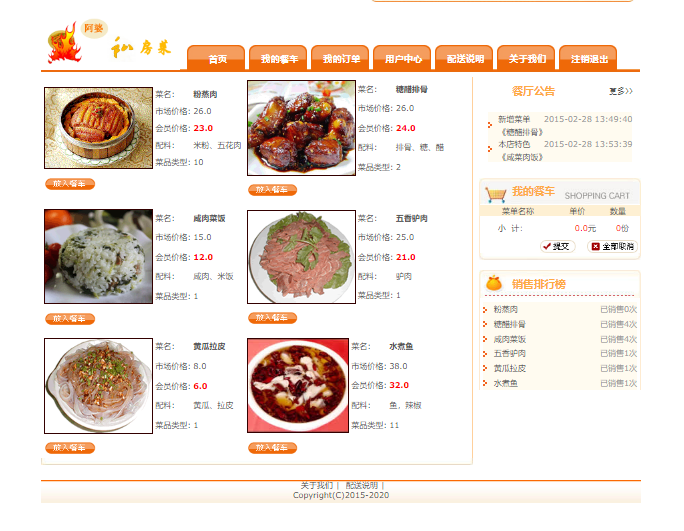 阿婆
私房菜
首页 我的餐车 我的订单 用户中心 配送说明 关于我们 注销退出
菜名： 粉蒸肉
市场价格: 26.0
会员价格: 23.0
配料： 米粉、五花肉
菜品类型: 10
放入餐车
菜名： 糖醋排骨
市场价格: 26.0
会员价格: 24.0
配料： 排骨、糖、醋
菜品类型: 2
放入餐车
菜名： 咸肉菜饭
市场价格: 15.0
会员价格: 12.0
配料： 咸肉、米饭
菜品类型: 1
放入餐车
菜名： 五香驴肉
市场价格: 25.0
会员价格: 21.0
配料： 驴肉
菜品类型: 1
放入餐车
菜名： 黄瓜拉皮
市场价格: 8.0
会员价格: 6.0
配料： 黄瓜、拉皮
菜品类型: 1
放入餐车
菜名： 水煮鱼
市场价格: 38.0
会员价格: 32.0
配料： 鱼，辣椒
菜品类型: 11
放入餐车
餐厅公告 更多>>
新增菜单 2015-02-28 13:49:40
《糖醋排骨》
本店特色 2015-02-28 13:53:39
《咸菜肉饭》
我的餐车 SHOPPING CART
菜单名称 单价 数量
小 计： 0.0元 0份
提交 全部取消
销售排行榜
粉蒸肉 已销售0次
糖醋排骨 已销售4次
咸肉菜饭 已销售4次
五香驴肉 已销售1次
黄瓜拉皮 已销售1次
水煮鱼 已销售1次
关于我们 | 配送说明 |
Copyright(C)2015-2020